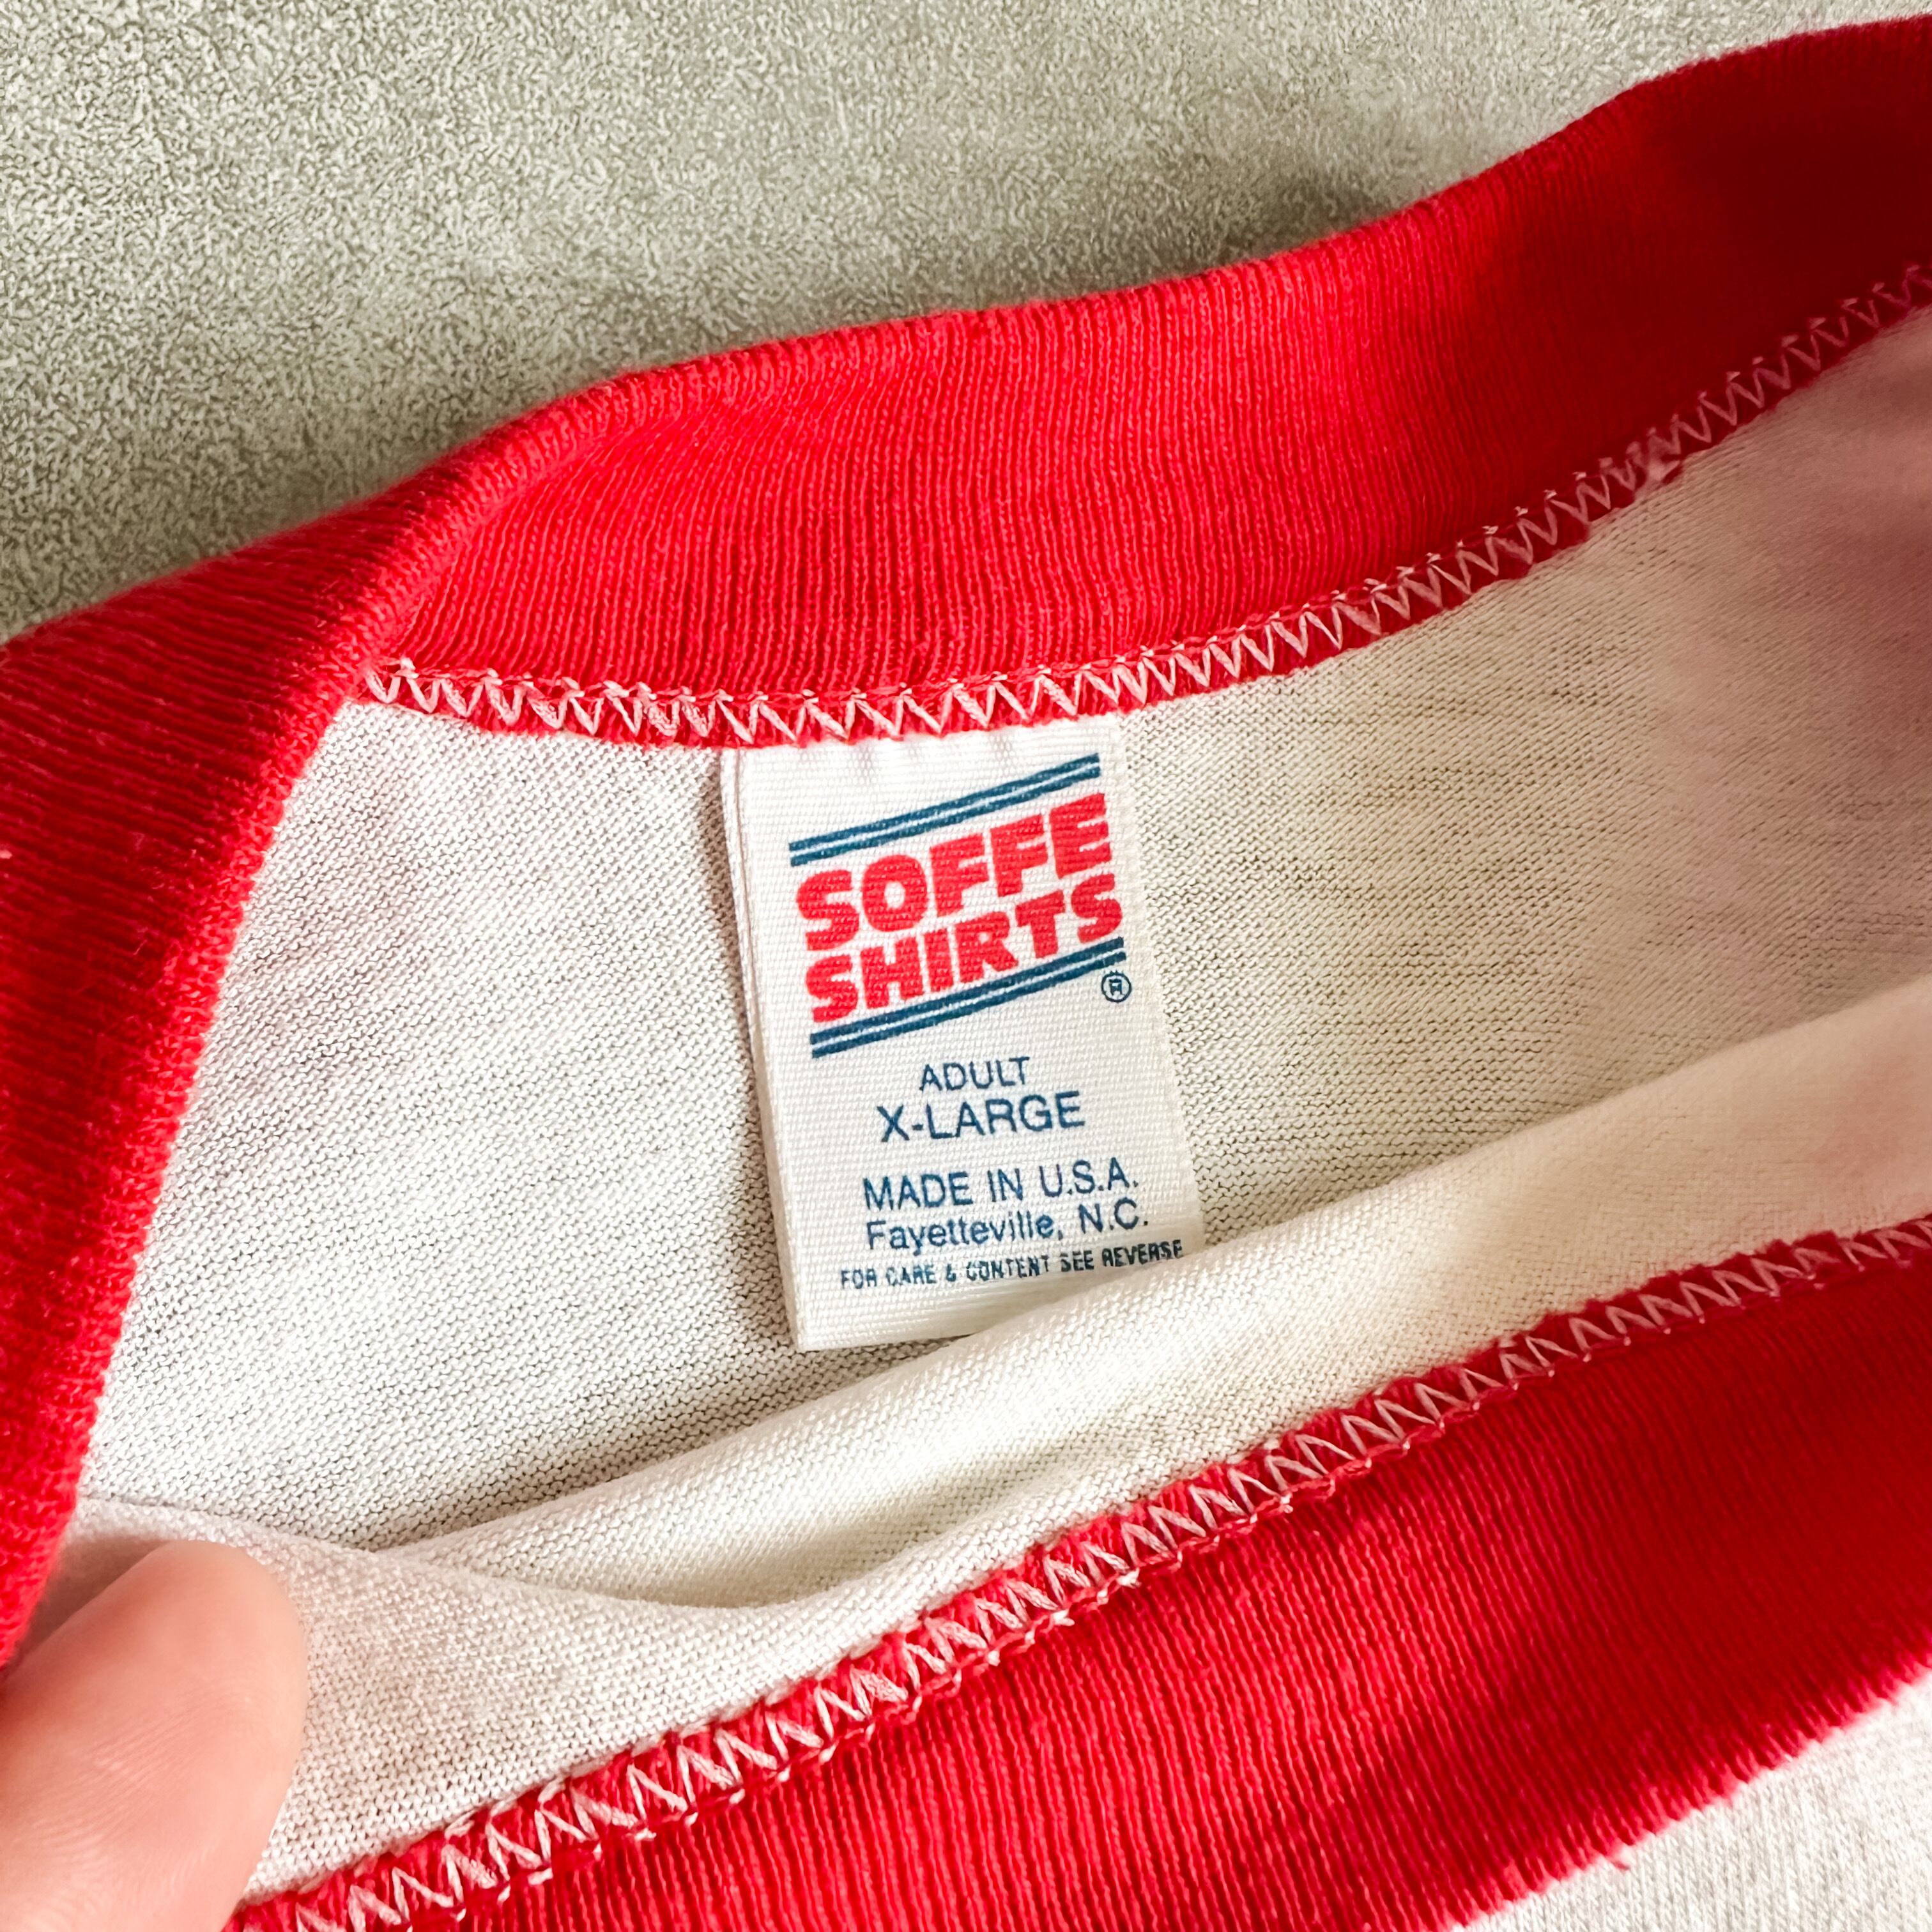 SOFFE
SHIRTS
®
ADULT
X-LARGE
MADE IN U.S.A.
Fayetteville, N.C.
FOR CARE & CONTENT SEE REVERSE